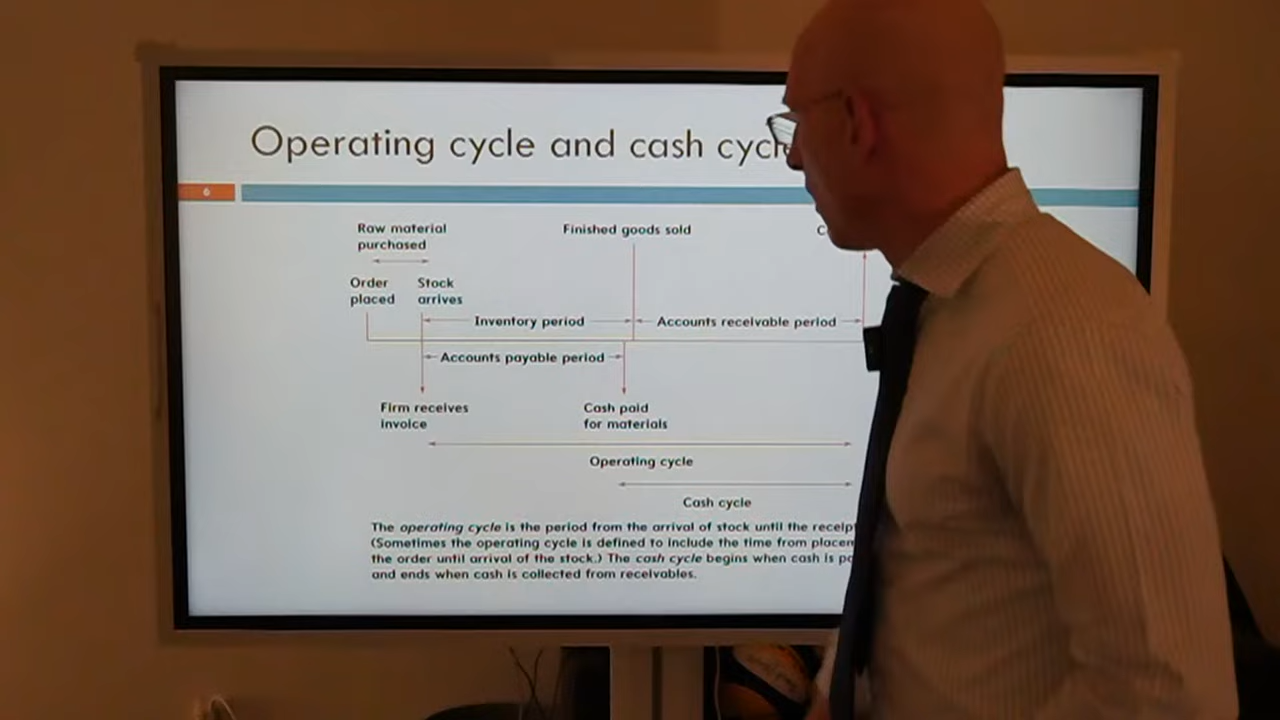 Operating cycle and cash
6
Raw material
purchased
Finished goods sold
Order
placed
Stock
arrives
Inventory period
Accounts receivable period
Accounts payable period
Firm receives
invoice
Cash paid
for materials
Operating cycle
Cash cycle
The operating cycle is the period from the arrival of stock until the
(Sometimes the operating cycle is defined to include the time from
the order until arrival of the stock.) The cash cycle begins when cash is
and ends when cash is collected from receivables.